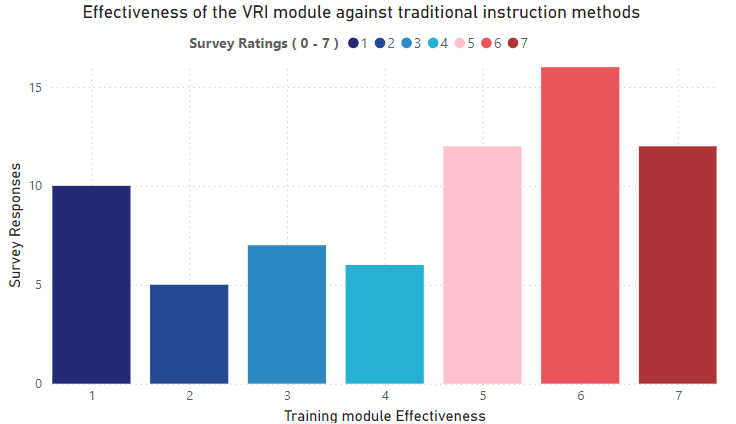 Effectiveness of the VRI module against traditional instruction methods
Survey Ratings ( 0 - 7 ) 1 2 3 4 5 6 7
Survey Responses
15
10
5
0
1 2 3 4 5 6 7
Training module Effectiveness